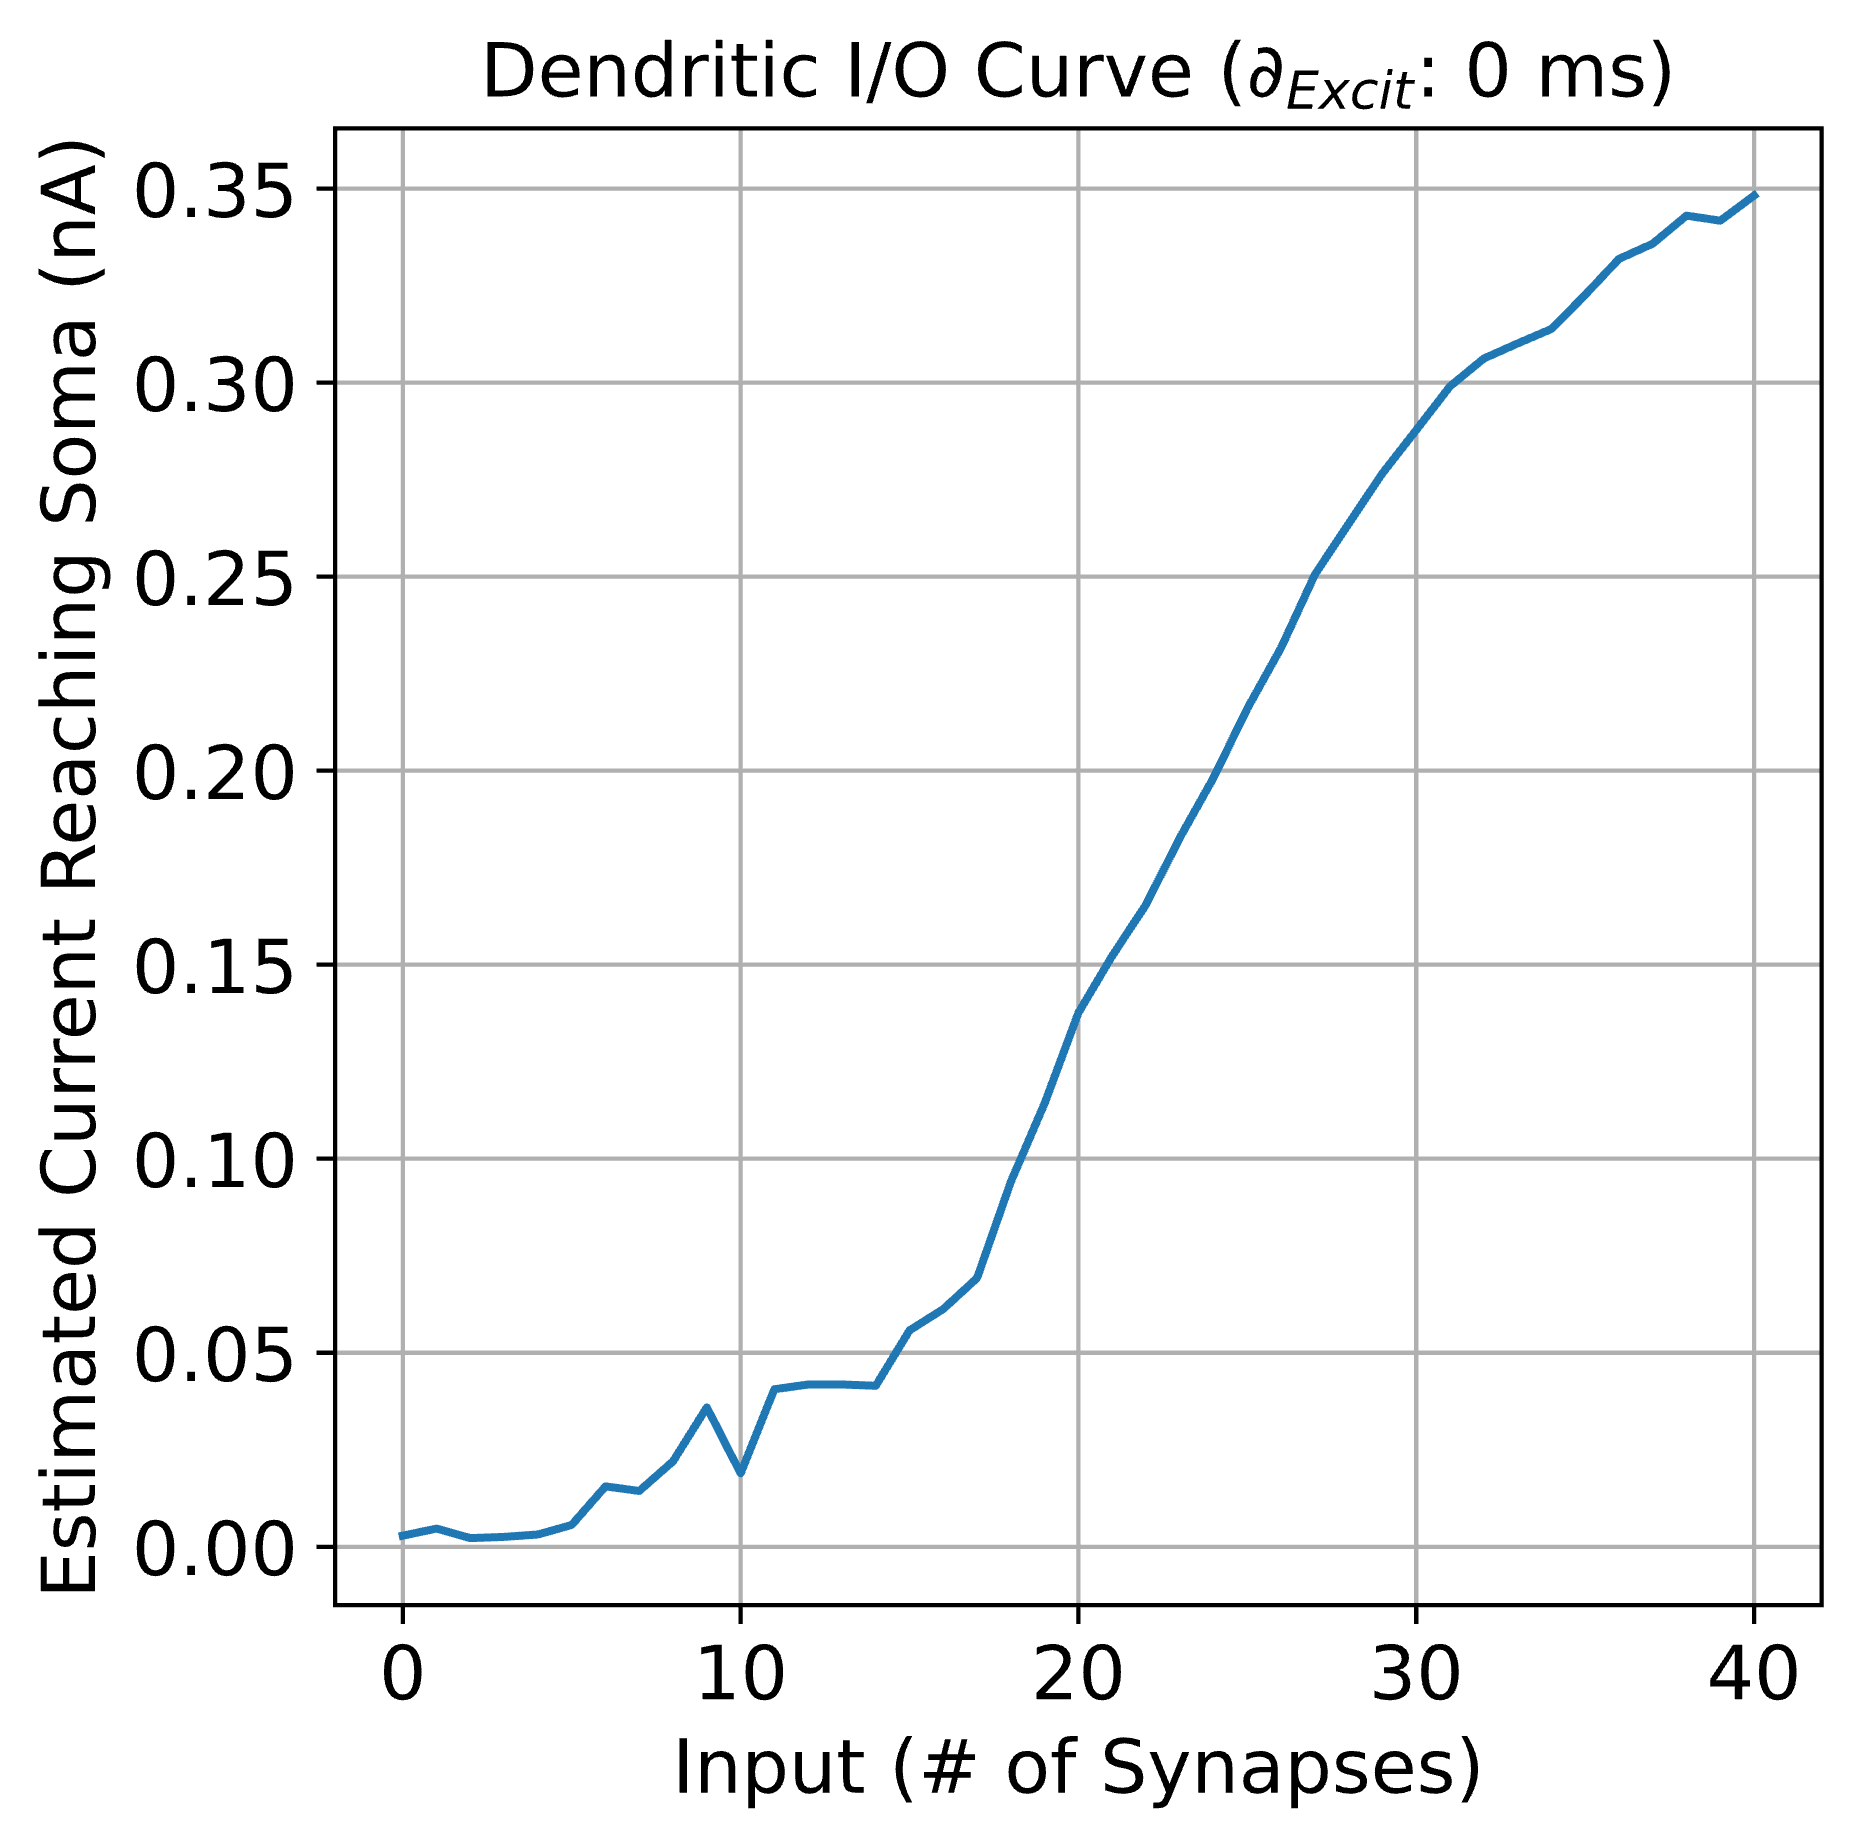 Dendritic I/O Curve (∂Excit: 0 ms)
Estimated Current Reaching Soma (nA)
0.35
0.30
0.25
0.20
0.15
0.10
0.05
0.00
0 10 20 30 40
Input (# of Synapses)